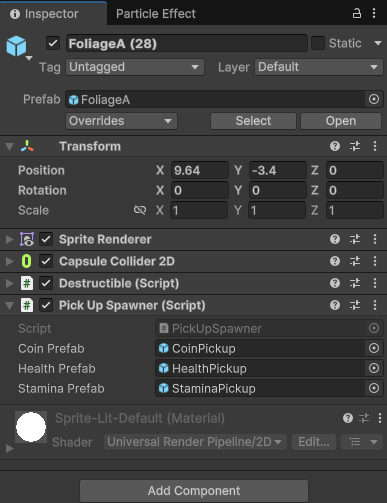 Inspector Particle Effect
FoliageA (28) Static
Tag Untagged Layer Default
Prefab FoliageA
Overrides Select Open
Transform
Position X 9.64 Y -3.4 Z 0
Rotation X 0 Y 0 Z 0
Scale X 1 Y 1 Z 1
Sprite Renderer
Capsule Collider 2D
# Destructible (Script)
# Pick Up Spawner (Script)
Script # PickUpSpawner
Coin Prefab CoinPickup
Health Prefab HealthPickup
Stamina Prefab StaminaPickup
Sprite-Lit-Default (Material)
Shader Universal Render Pipeline/2D Edit...
Add Component